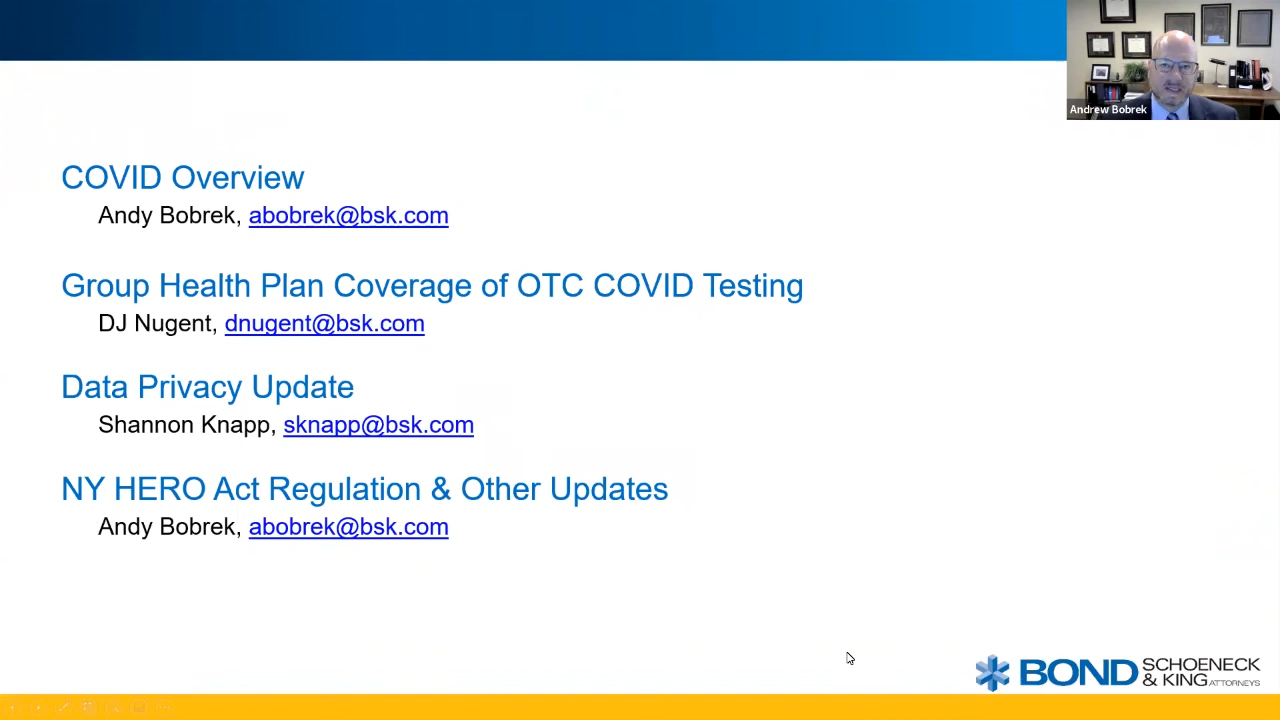 Andrew Bobrek
COVID Overview
Andy Bobrek, abobrek@bsk.com
Group Health Plan Coverage of OTC COVID Testing
DJ Nugent, dnugent@bsk.com
Data Privacy Update
Shannon Knapp, sknapp@bsk.com
NY HERO Act Regulation & Other Updates
Andy Bobrek, abobrek@bsk.com
BOND SCHOENECK
& KING ATTORNEYS